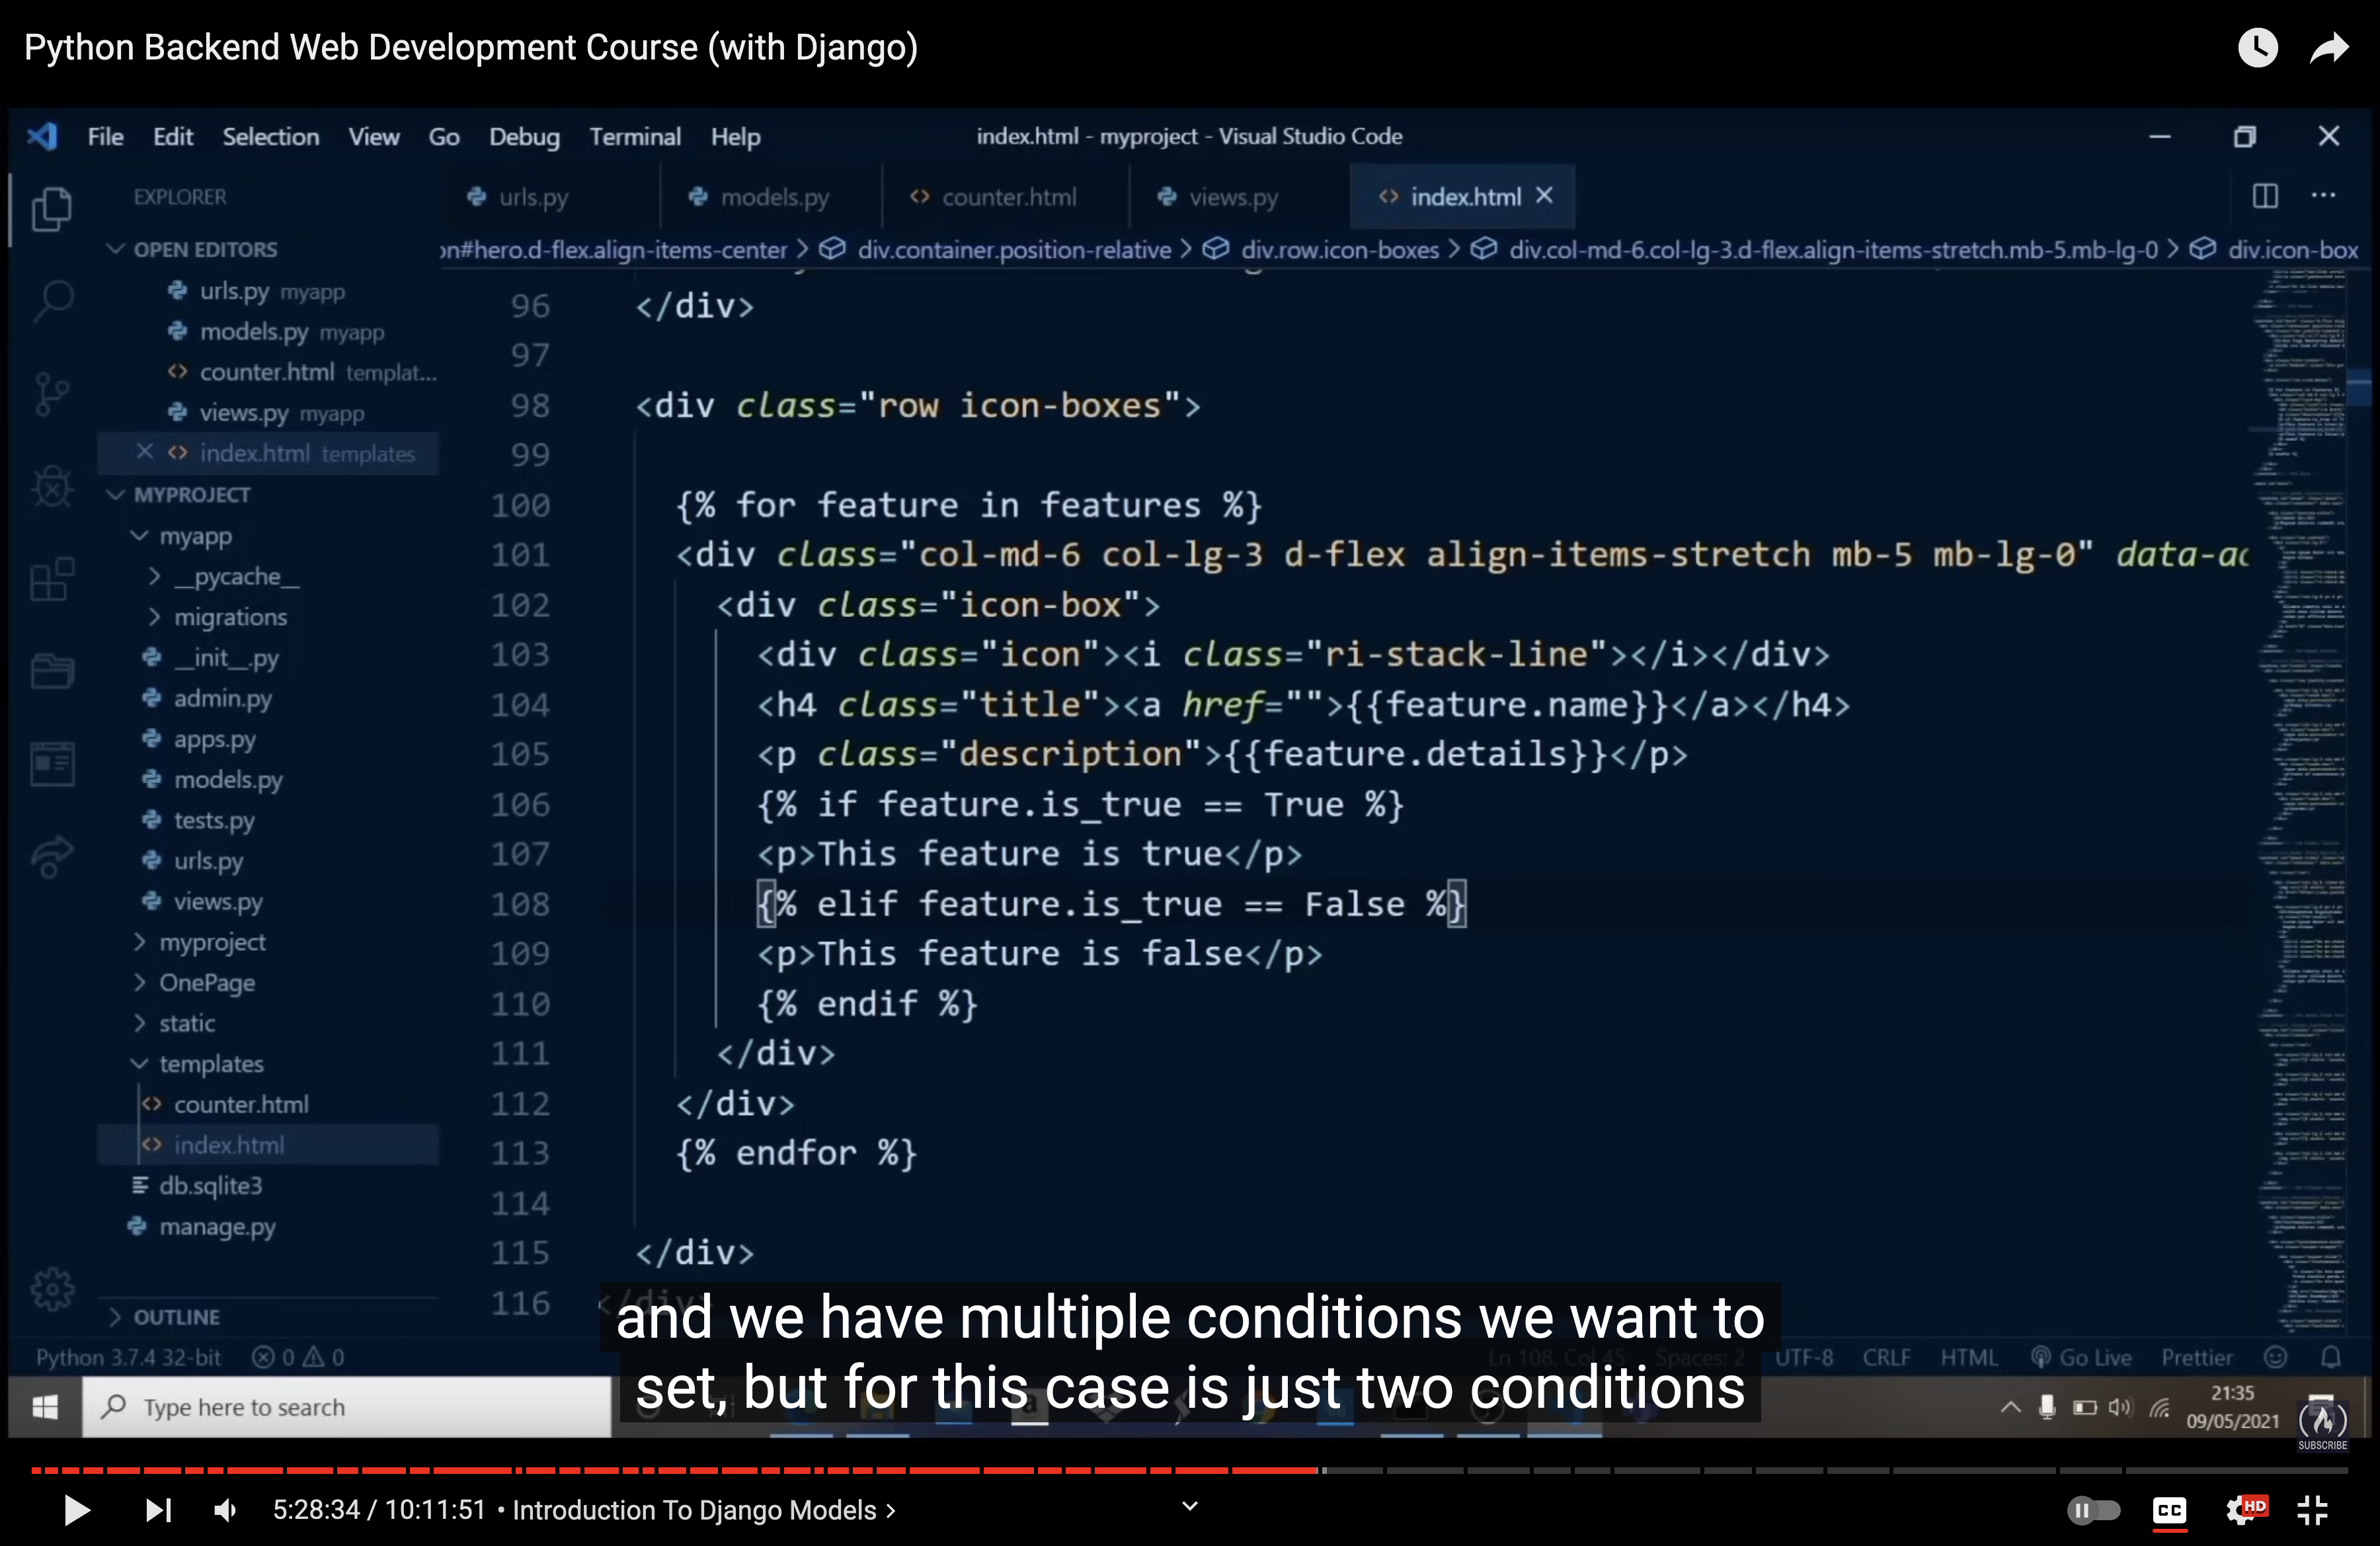 Python Backend Web Development Course (with Django)
File Edit Selection View Go Debug Terminal Help
index.html - myproject - Visual Studio Code
EXPLORER
urls.py models.py counter.html views.py index.html
on#hero.d-flex.align-items-center > div.container.position-relative > div.row.icon-boxes > div.col-md-6.col-lg-3.d-flex.align-items-stretch.mb-5.mb-lg-0 > div.icon-box
OPEN EDITORS
urls.py myapp
models.py myapp
counter.html templat...
views.py myapp
index.html templates
MYPROJECT
myapp
__pycache__
migrations
__init__.py
admin.py
apps.py
models.py
tests.py
urls.py
views.py
myproject
OnePage
static
templates
counter.html
index.html
db.sqlite3
manage.py
OUTLINE
96 </div>
97
98 <div class="row icon-boxes">
99
100 {% for feature in features %}
101 <div class="col-md-6 col-lg-3 d-flex align-items-stretch mb-5 mb-lg-0" data-ao
102 <div class="icon-box">
103 <div class="icon"><i class="ri-stack-line"></i></div>
104 <h4 class="title"><a href="">{{feature.name}}</a></h4>
105 <p class="description">{{feature.details}}</p>
106 {% if feature.is_true == True %}
107 <p>This feature is true</p>
108 {% elif feature.is_true == False %}
109 <p>This feature is false</p>
110 {% endif %}
111 </div>
112 </div>
113 {% endfor %}
114
115 </div>
116 </div>
and we have multiple conditions we want to
set, but for this case is just two conditions
Python 3.7.4 32-bit 0 0 Ln 108, Col 45 Spaces: 2 UTF-8 CRLF HTML Go Live Prettier
Type here to search
21:35
09/05/2021
SUBSCRIBE
5:28:34 / 10:11:51 • Introduction To Django Models >
CC HD